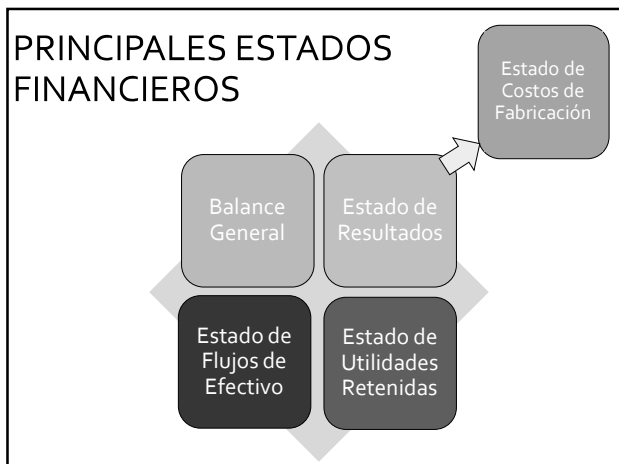 PRINCIPALES ESTADOS
FINANCIEROS
Estado de
Costos de
Fabricación
Balance
General
Estado de
Resultados
Estado de
Flujos de
Efectivo
Estado de
Utilidades
Retenidas